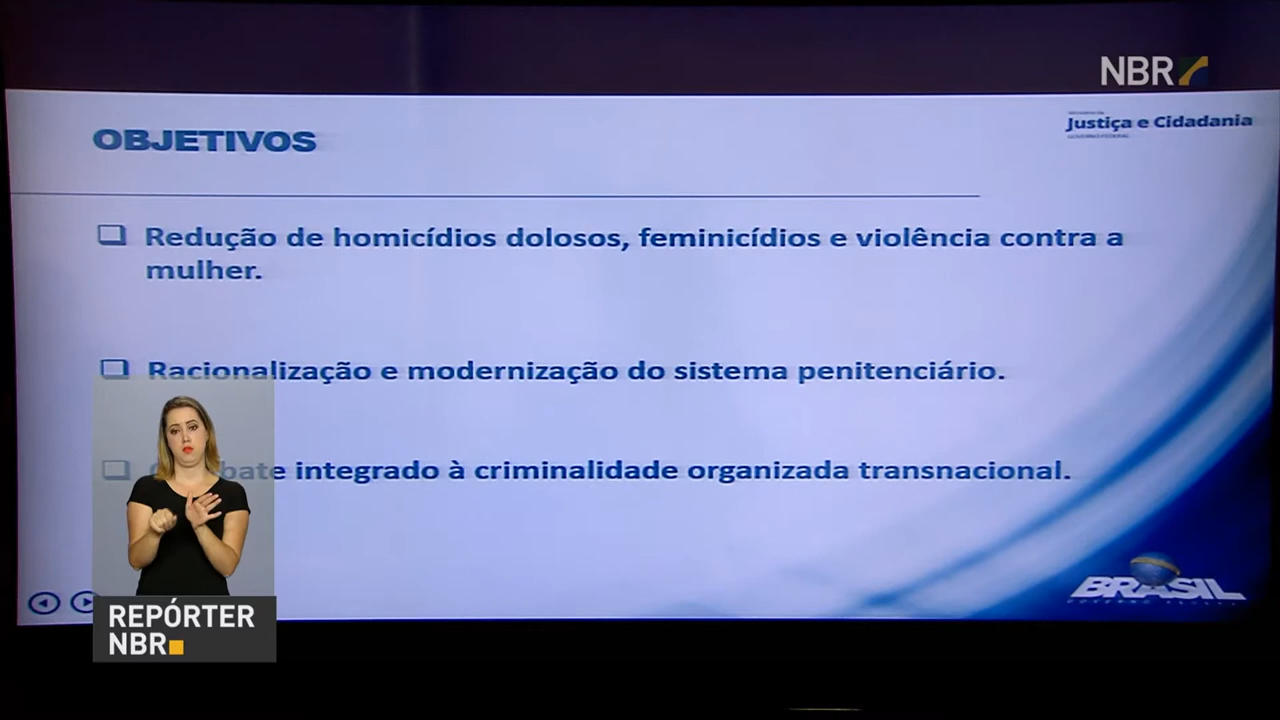 NBR
Justiça e Cidadania
OBJETIVOS
Redução de homicídios dolosos, feminicídios e violência contra a
mulher.
Racionalização e modernização do sistema penitenciário.
integrado à criminalidade organizada transnacional.
BRASIL
REPÓRTER
NBR